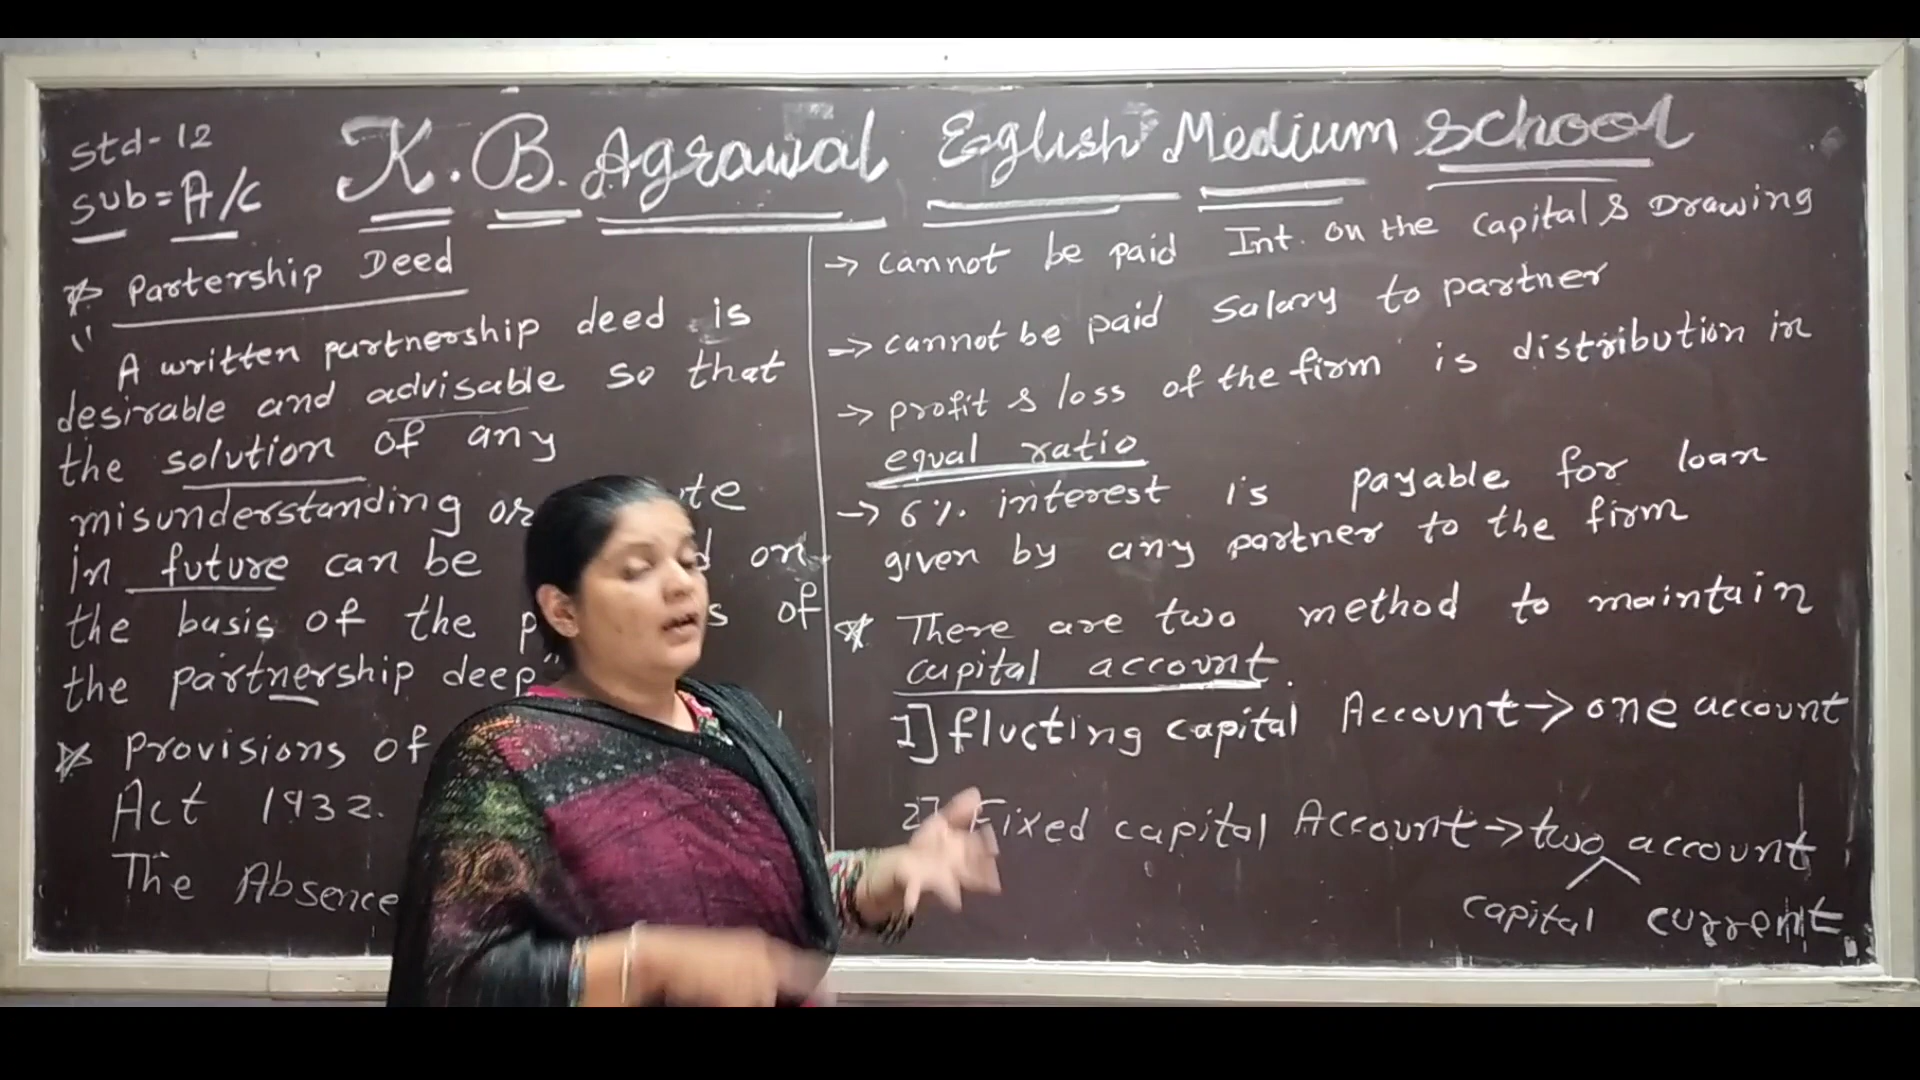 Std-12
Sub = A/c
K. B. Agrawal Eglish Medium School
* Partership Deed
" A written partnership deed is
desirable and advisable so that
the solution of any
misunderstanding or te
in future can be d on
the basis of the p s of
the partnership deep"
* Provisions of
Act 1932.
The Absence
→ cannot be paid Int. on the capital & Drawing
→ cannot be paid salary to partner
→ profit & loss of the firm is distribution in
equal ratio
→ 6% interest is payable for loan
given by any partner to the firm
* There are two method to maintain
capital account.
1] flucting capital Account → one account
2] Fixed capital Account → two account
capital current